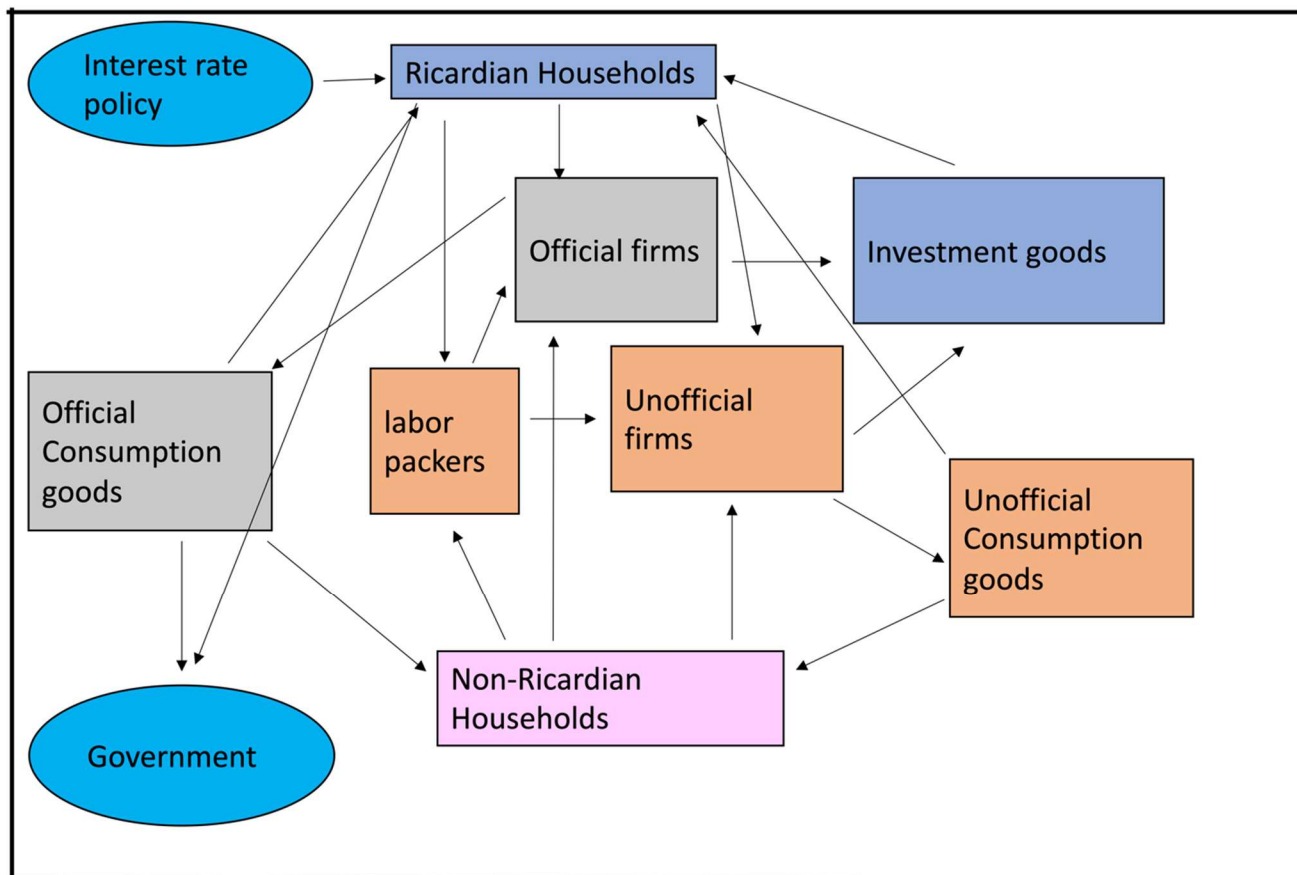 Interest rate
policy
Ricardian Households
Official firms
Investment goods
Official
Consumption
goods
labor
packers
Unofficial
firms
Unofficial
Consumption
goods
Non-Ricardian
Households
Government